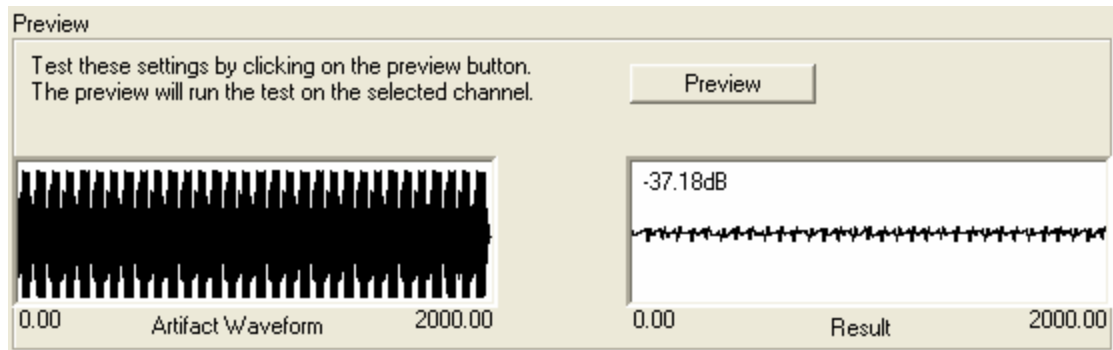 Preview
Test these settings by clicking on the preview button.
The preview will run the test on the selected channel.
Preview
-37.18dB
0.00 Artifact Waveform 2000.00
0.00 Result 2000.00